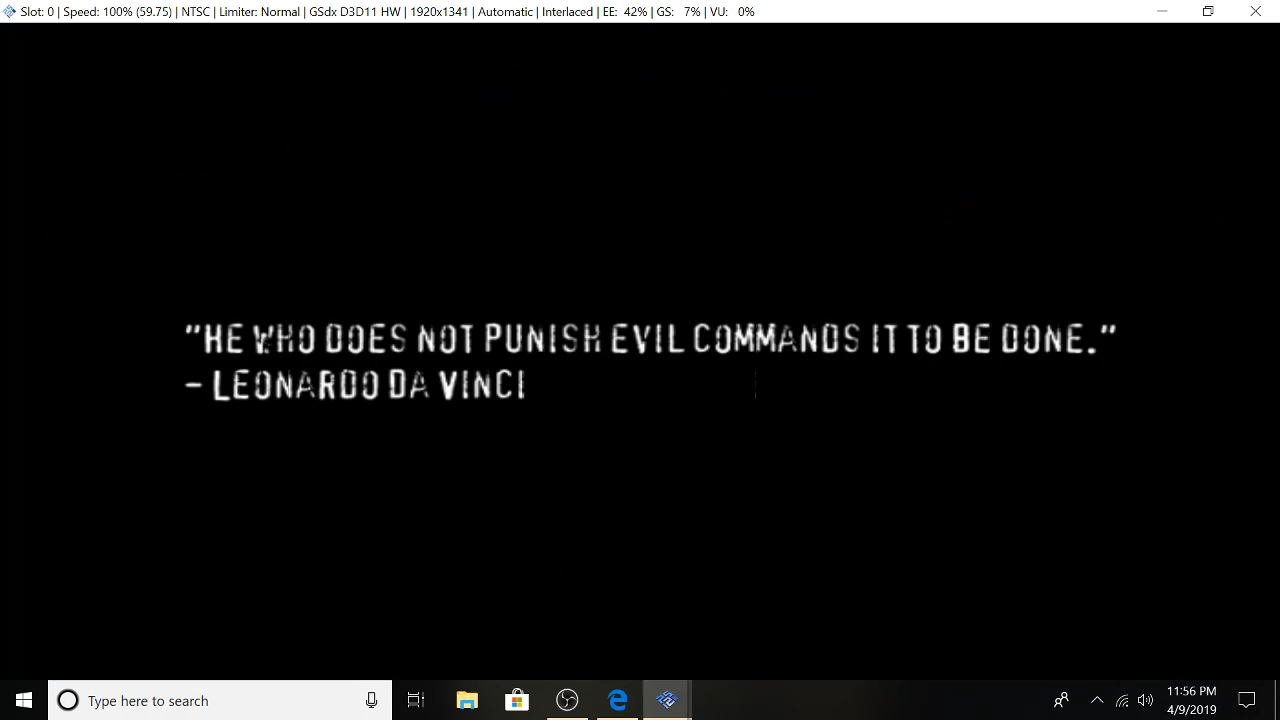 Slot: 0 | Speed: 100% (59.75) | NTSC | Limiter: Normal | GSdx D3D11 HW | 1920x1341 | Automatic | Interlaced | EE: 42% | GS: 7% | VU: 0%
"HE WHO DOES NOT PUNISH EVIL COMMANDS IT TO BE DONE."
- LEONARDO DA VINCI
Type here to search
11:56 PM
4/9/2019